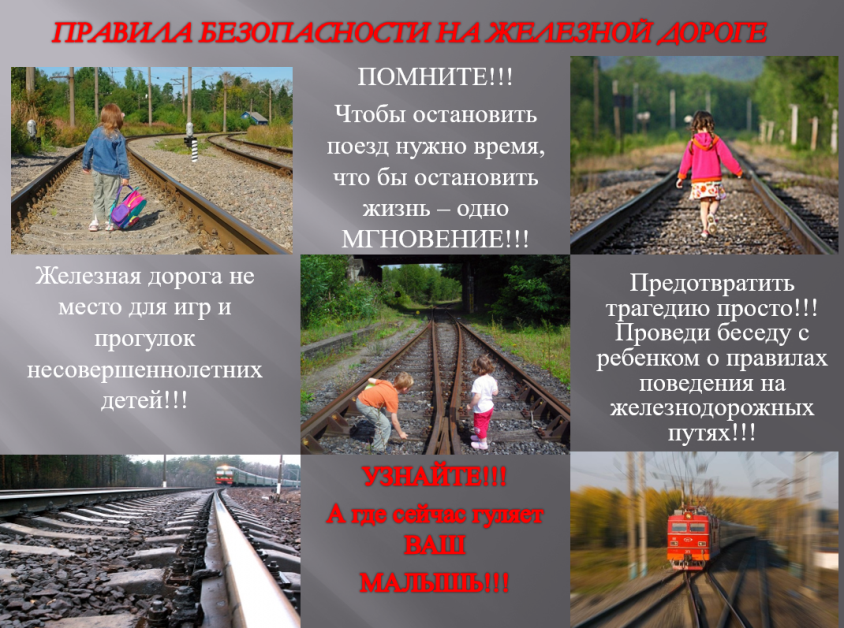 ПРАВИЛА БЕЗОПАСНОСТИ НА ЖЕЛЕЗНОЙ ДОРОГЕ
ПОМНИТЕ!!!
Чтобы остановить
поезд нужно время,
что бы остановить
жизнь – одно
МГНОВЕНИЕ!!!
Железная дорога не
место для игр и
прогулок
несовершеннолетних
детей!!!
Предотвратить
трагедию просто!!!
Проведи беседу с
ребенком о правилах
поведения на
железнодорожных
путях!!!
УЗНАЙТЕ!!!
А где сейчас гуляет
ВАШ
МАЛЫШЬ!!!